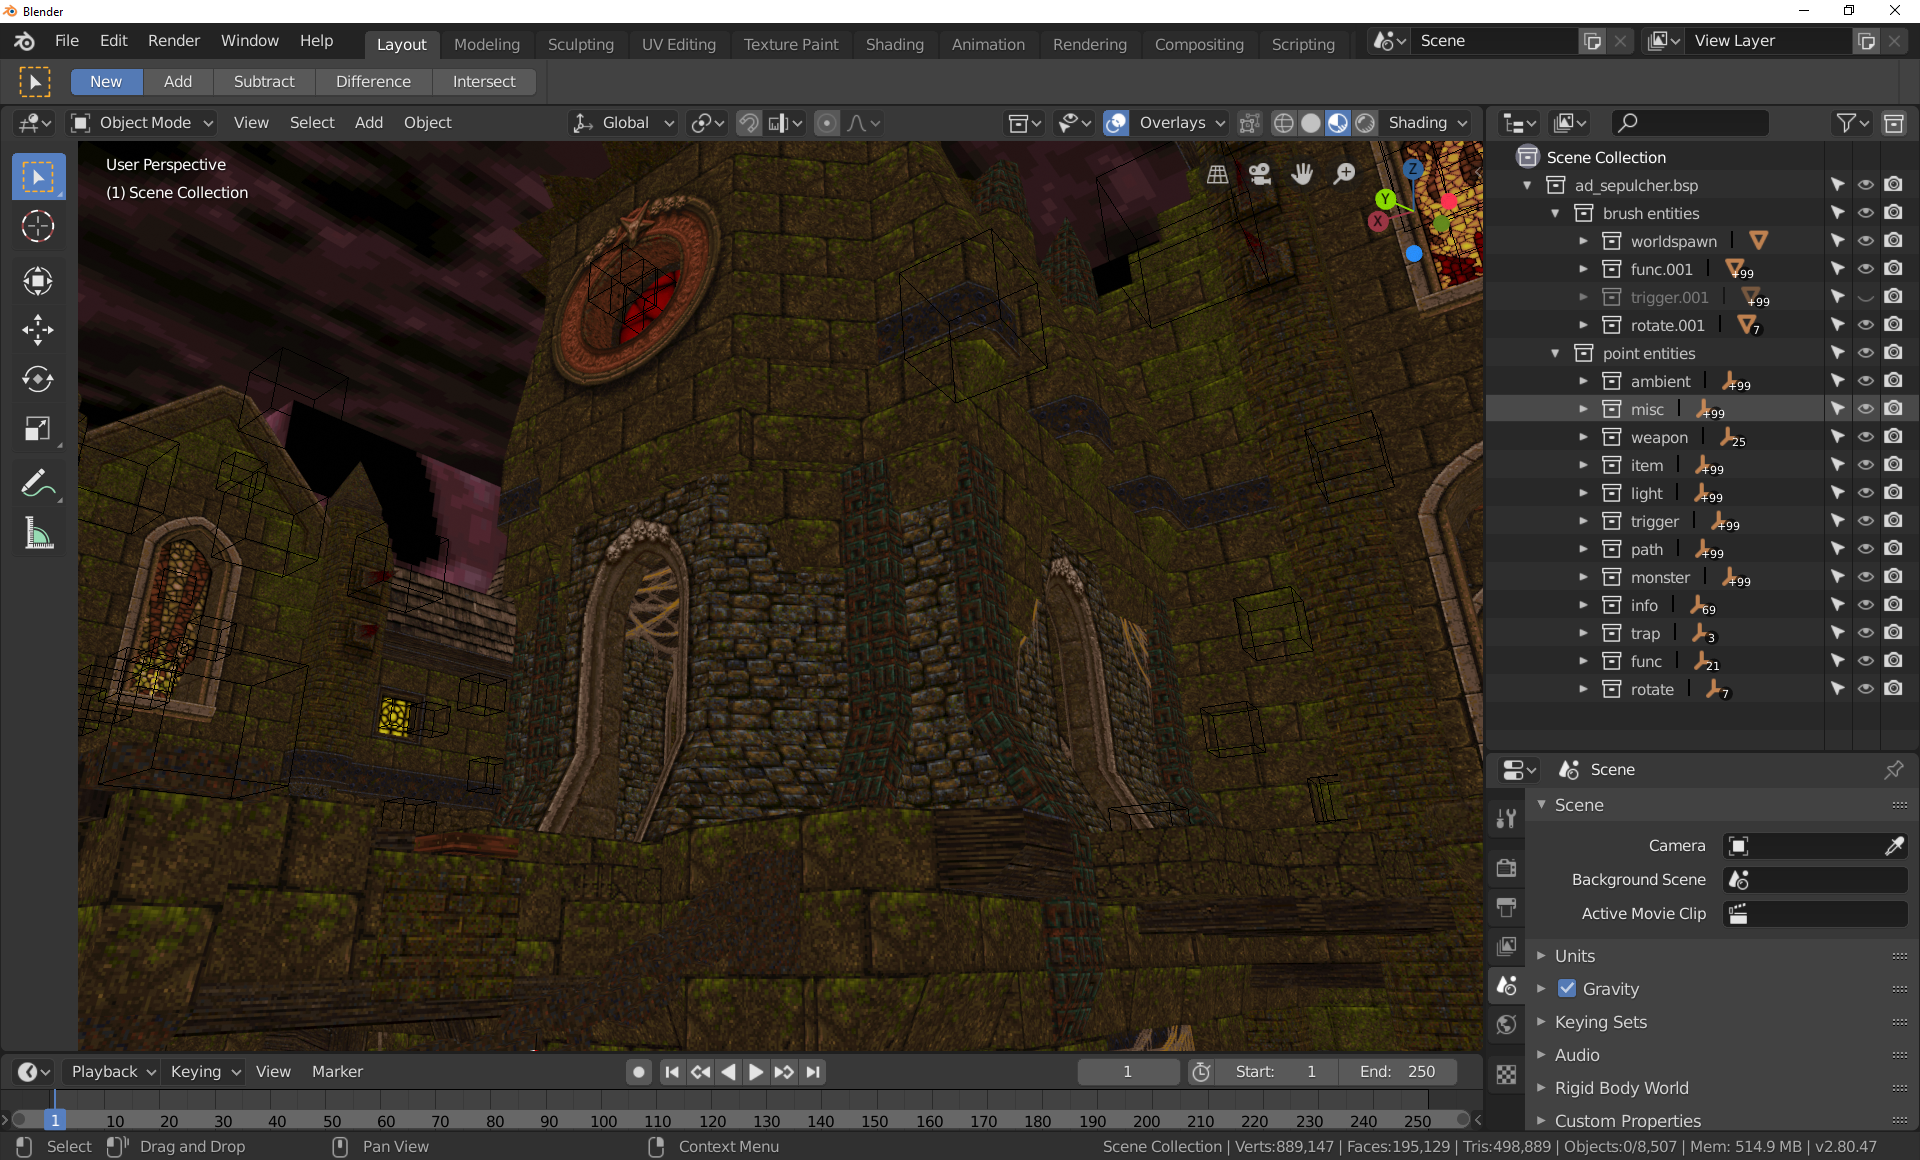 Blender
File Edit Render Window Help Layout Modeling Sculpting UV Editing Texture Paint Shading Animation Rendering Compositing Scripting Scene View Layer
New Add Subtract Difference Intersect
Object Mode View Select Add Object Global Overlays Shading
User Perspective
(1) Scene Collection
Z
Y
X
Scene Collection
ad_sepulcher.bsp
brush entities
worldspawn
func.001 +99
trigger.001 +99
rotate.001 7
point entities
ambient +99
misc +99
weapon 25
item +99
light +99
trigger +99
path +99
monster +99
info 69
trap 3
func 21
rotate 7
Scene
Scene
Camera
Background Scene
Active Movie Clip
Units
Gravity
Keying Sets
Audio
Rigid Body World
Custom Properties
Playback Keying View Marker 1 Start: 1 End: 250
1 10 20 30 40 50 60 70 80 90 100 110 120 130 140 150 160 170 180 190 200 210 220 230 240 250
Select Drag and Drop Pan View Context Menu Scene Collection | Verts:889,147 | Faces:195,129 | Tris:498,889 | Objects:0/8,507 | Mem: 514.9 MB | v2.80.47